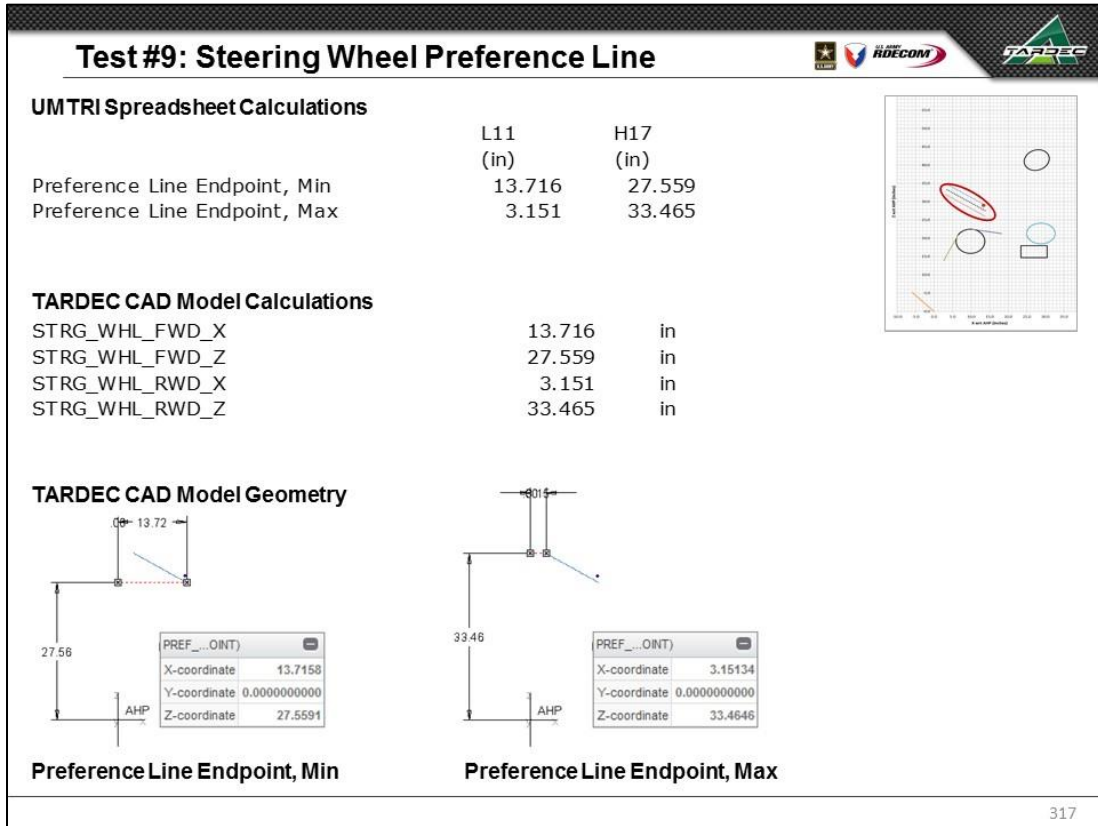 Test #9: Steering Wheel Preference Line
U.S. ARMY
U.S. ARMY
RDECOM
TARDEC
UMTRI Spreadsheet Calculations
L11 H17
(in) (in)
Preference Line Endpoint, Min 13.716 27.559
Preference Line Endpoint, Max 3.151 33.465
TARDEC CAD Model Calculations
STRG_WHL_FWD_X 13.716 in
STRG_WHL_FWD_Z 27.559 in
STRG_WHL_RWD_X 3.151 in
STRG_WHL_RWD_Z 33.465 in
TARDEC CAD Model Geometry
13.72
27.56
PREF_...OINT)
X-coordinate 13.7158
Y-coordinate 0.0000000000
Z-coordinate 27.5591
AHP
Preference Line Endpoint, Min
33.46
PREF_...OINT)
X-coordinate 3.15134
Y-coordinate 0.0000000000
Z-coordinate 33.4646
AHP
Preference Line Endpoint, Max
317